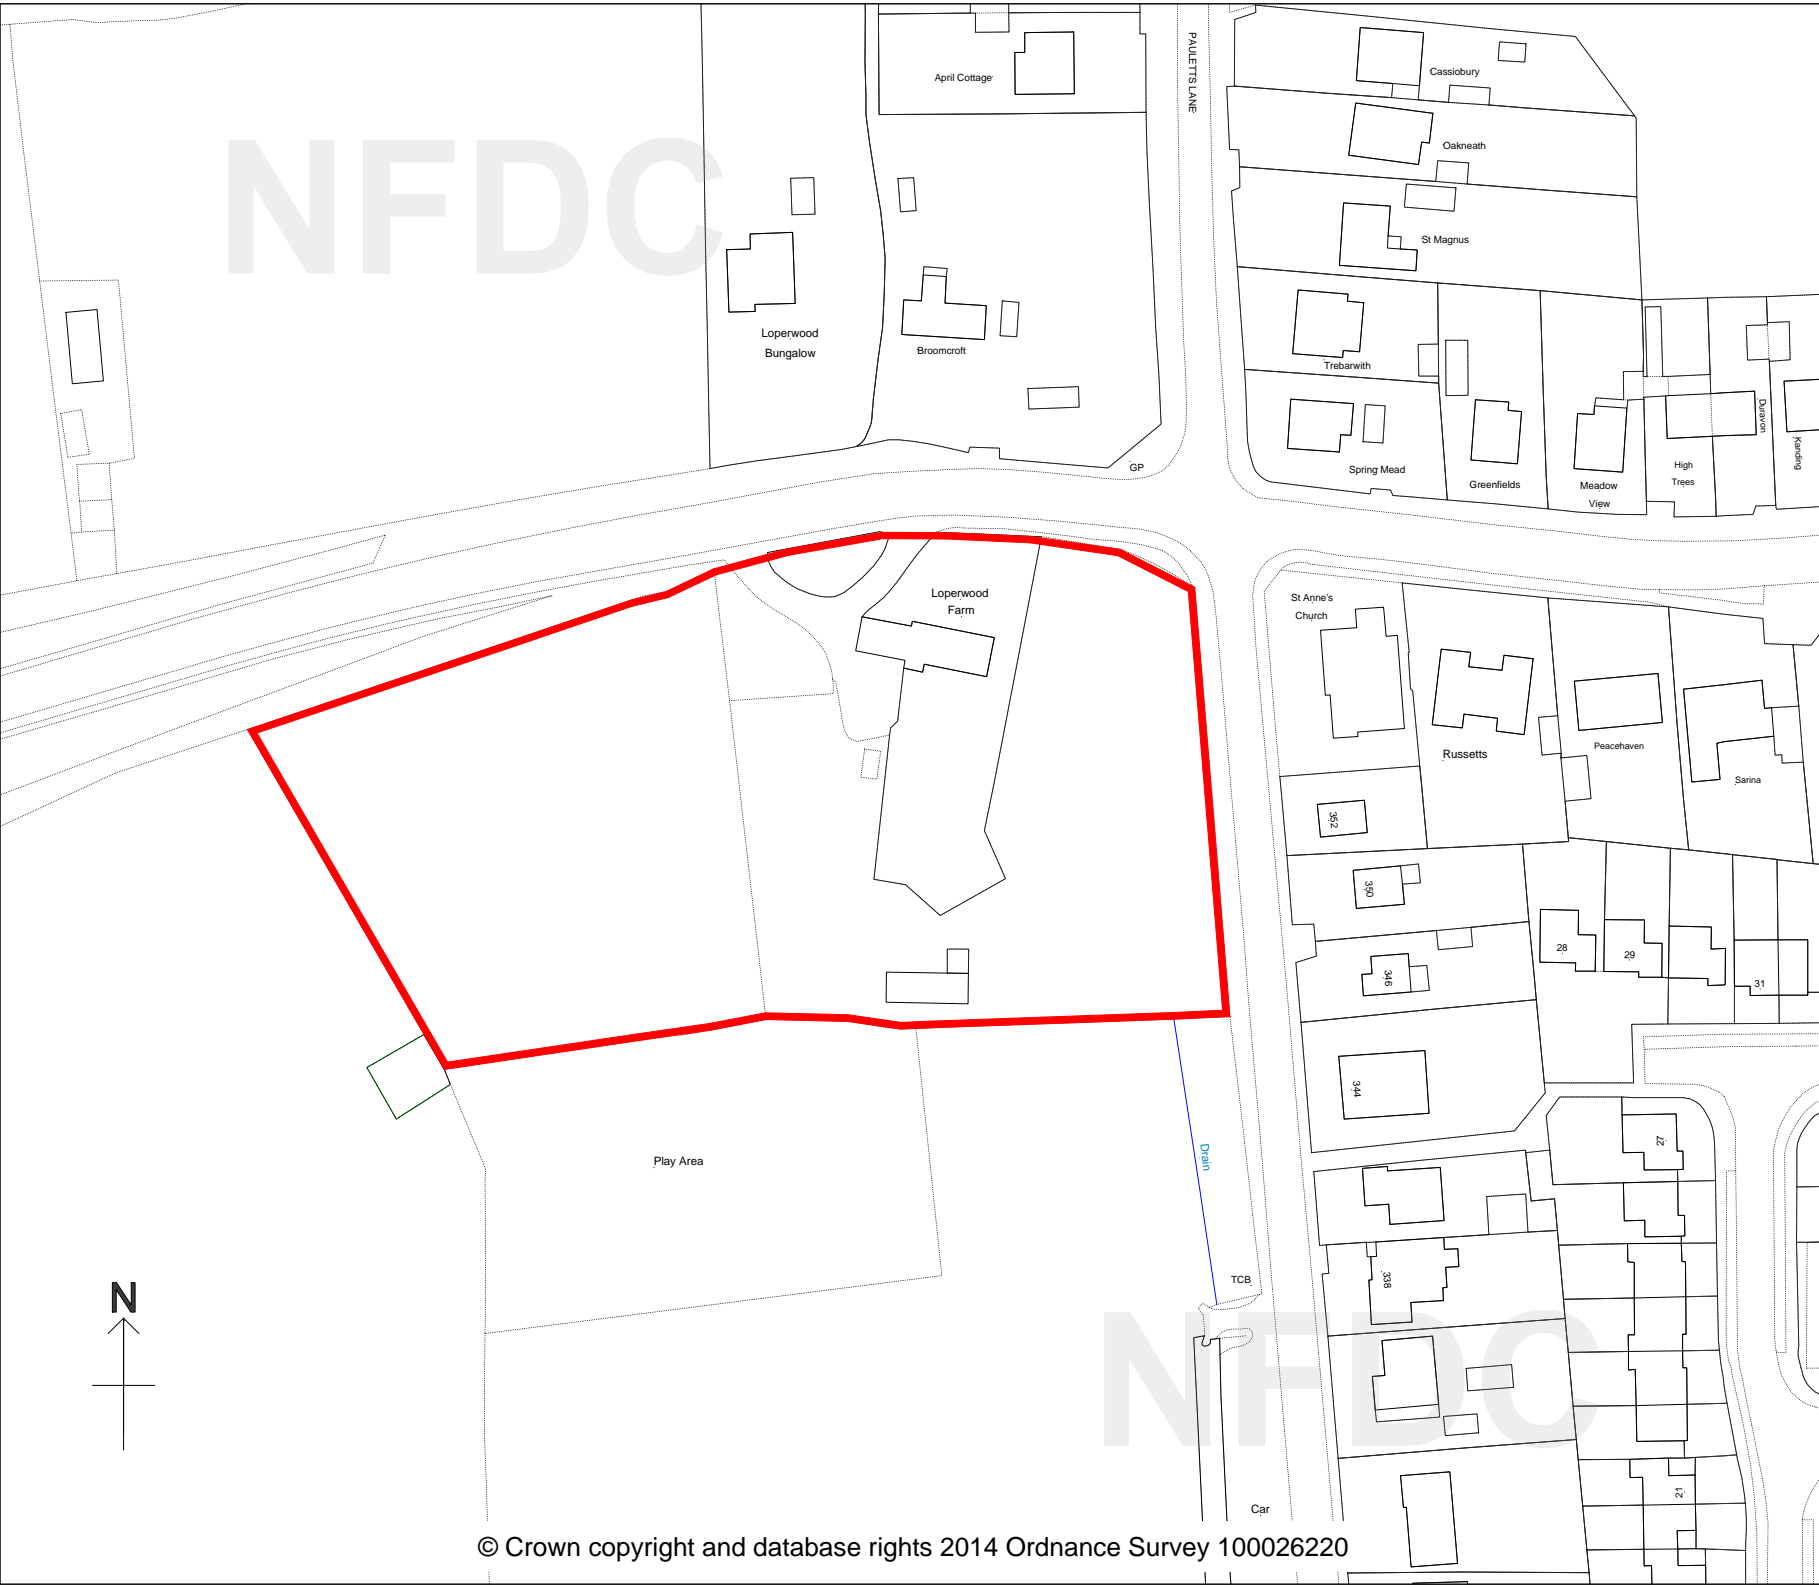 PAULETTS LANE
April Cottage
Cassiobury
NFDC
Oakneath
St Magnus
Loperwood
Bungalow
Broomcroft
Trebarwith
Duravon
Kanding
GP
Spring Mead
Greenfields
High
Trees
Meadow
View
Loperwood
Farm
St Anne's
Church
Russetts
Peacehaven
Sarina
352
350
28
29
31
346
344
27
Drain
Play Area
N
TCB
338
NFDC
21
Car
© Crown copyright and database rights 2014 Ordnance Survey 100026220